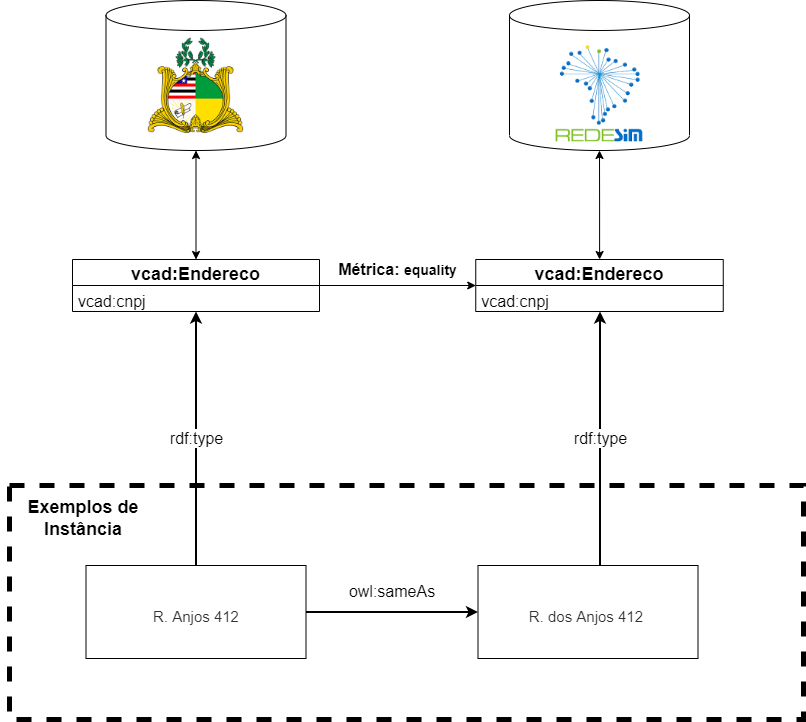 REDESIM
vcad:Endereco
Métrica: equality
vcad:Endereco
vcad:cnpj
vcad:cnpj
rdf:type
rdf:type
Exemplos de
Instância
owl:sameAs
R. Anjos 412
R. dos Anjos 412